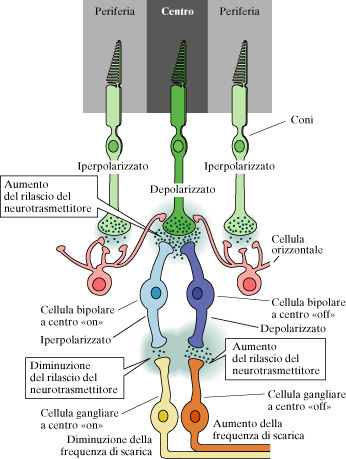 Periferia
Centro
Periferia
Coni
Iperpolarizzato
Iperpolarizzato
Depolarizzato
Aumento
del rilascio del
neurotrasmettitore
Cellula
orizzontale
Cellula bipolare
a centro «on»
Cellula bipolare
a centro «off»
Iperpolarizzato
Depolarizzato
Diminuzione
del rilascio del
neurotrasmettitore
Aumento
del rilascio del
neurotrasmettitore
Cellula gangliare
a centro «on»
Cellula gangliare
a centro «off»
Diminuzione della
frequenza di scarica
Aumento della
frequenza di scarica